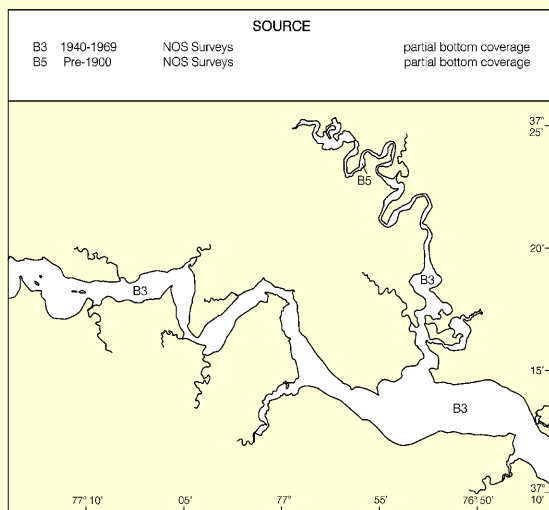 SOURCE
B3 1940-1969 NOS Surveys partial bottom coverage
B5 Pre-1900 NOS Surveys partial bottom coverage
37°
25'
B5
20'
B3
B3
15'
B3
37°
10'
77° 10' 05' 77° 55' 76° 50'